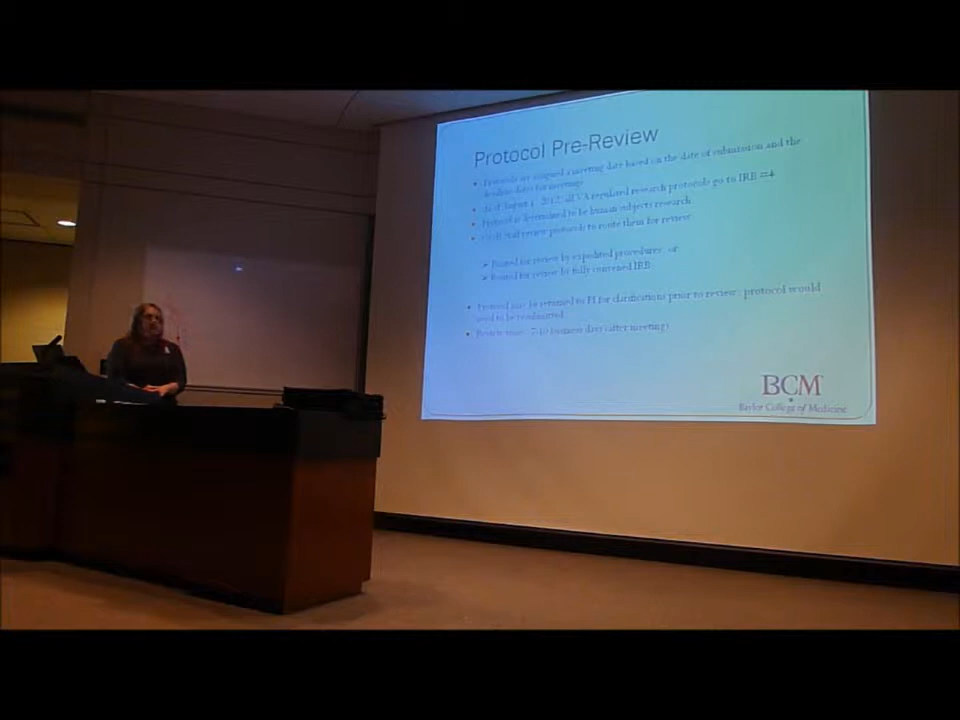 Protocol Pre-Review
Protocols are assigned a meeting date based on the date of submission and the
deadline dates for meetings
As of August 1, 2012, all VA regulated research protocols go to IRB #4
Protocol is determined to be human subjects research
staff review protocols to route them for review
Routed for review by expedited procedures, or
Routed for review by fully convened IRB
Protocol may be returned to PI for clarifications prior to review; protocol would
need to be resubmitted
Review 7-10 business days (after meeting)
BCM
Baylor College of Medicine